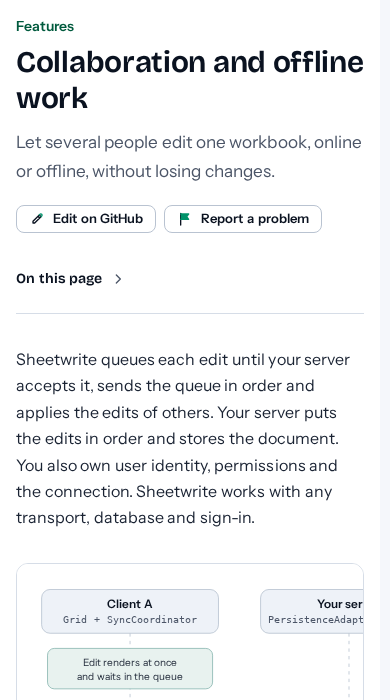 Features
Collaboration and offline
work
Let several people edit one workbook, online
or offline, without losing changes.
Edit on GitHub
Report a problem
On this page
Sheetwrite queues each edit until your server
accepts it, sends the queue in order and
applies the edits of others. Your server puts
the edits in order and stores the document.
You also own user identity, permissions and
the connection. Sheetwrite works with any
transport, database and sign-in.
Client A
Grid + SyncCoordinator
Your ser
PersistenceAdapt
Edit renders at once
and waits in the queue